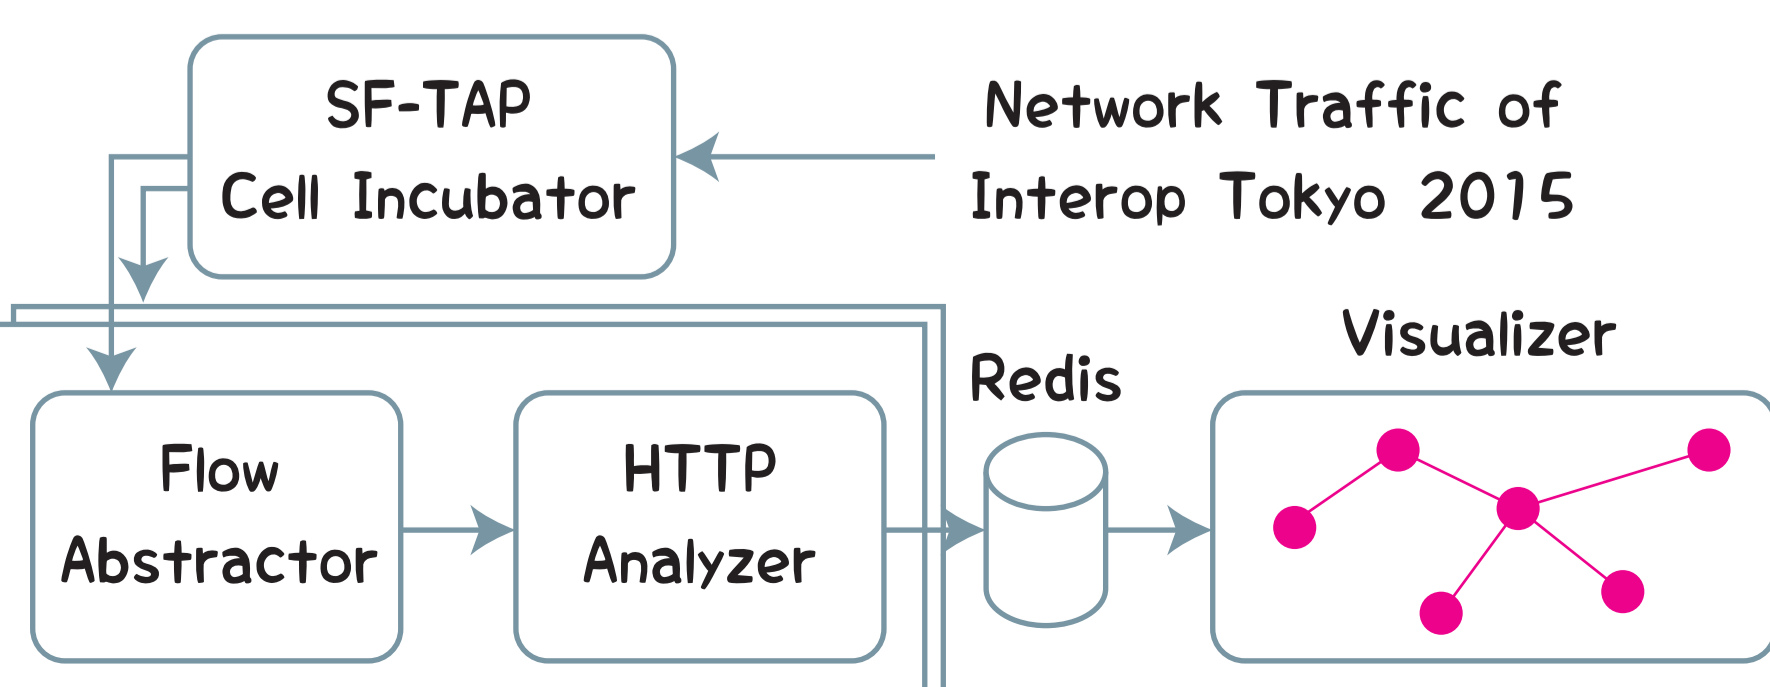 SF-TAP
Cell Incubator
Network Traffic of
Interop Tokyo 2015
Visualizer
Redis
Flow
Abstractor
HTTP
Analyzer